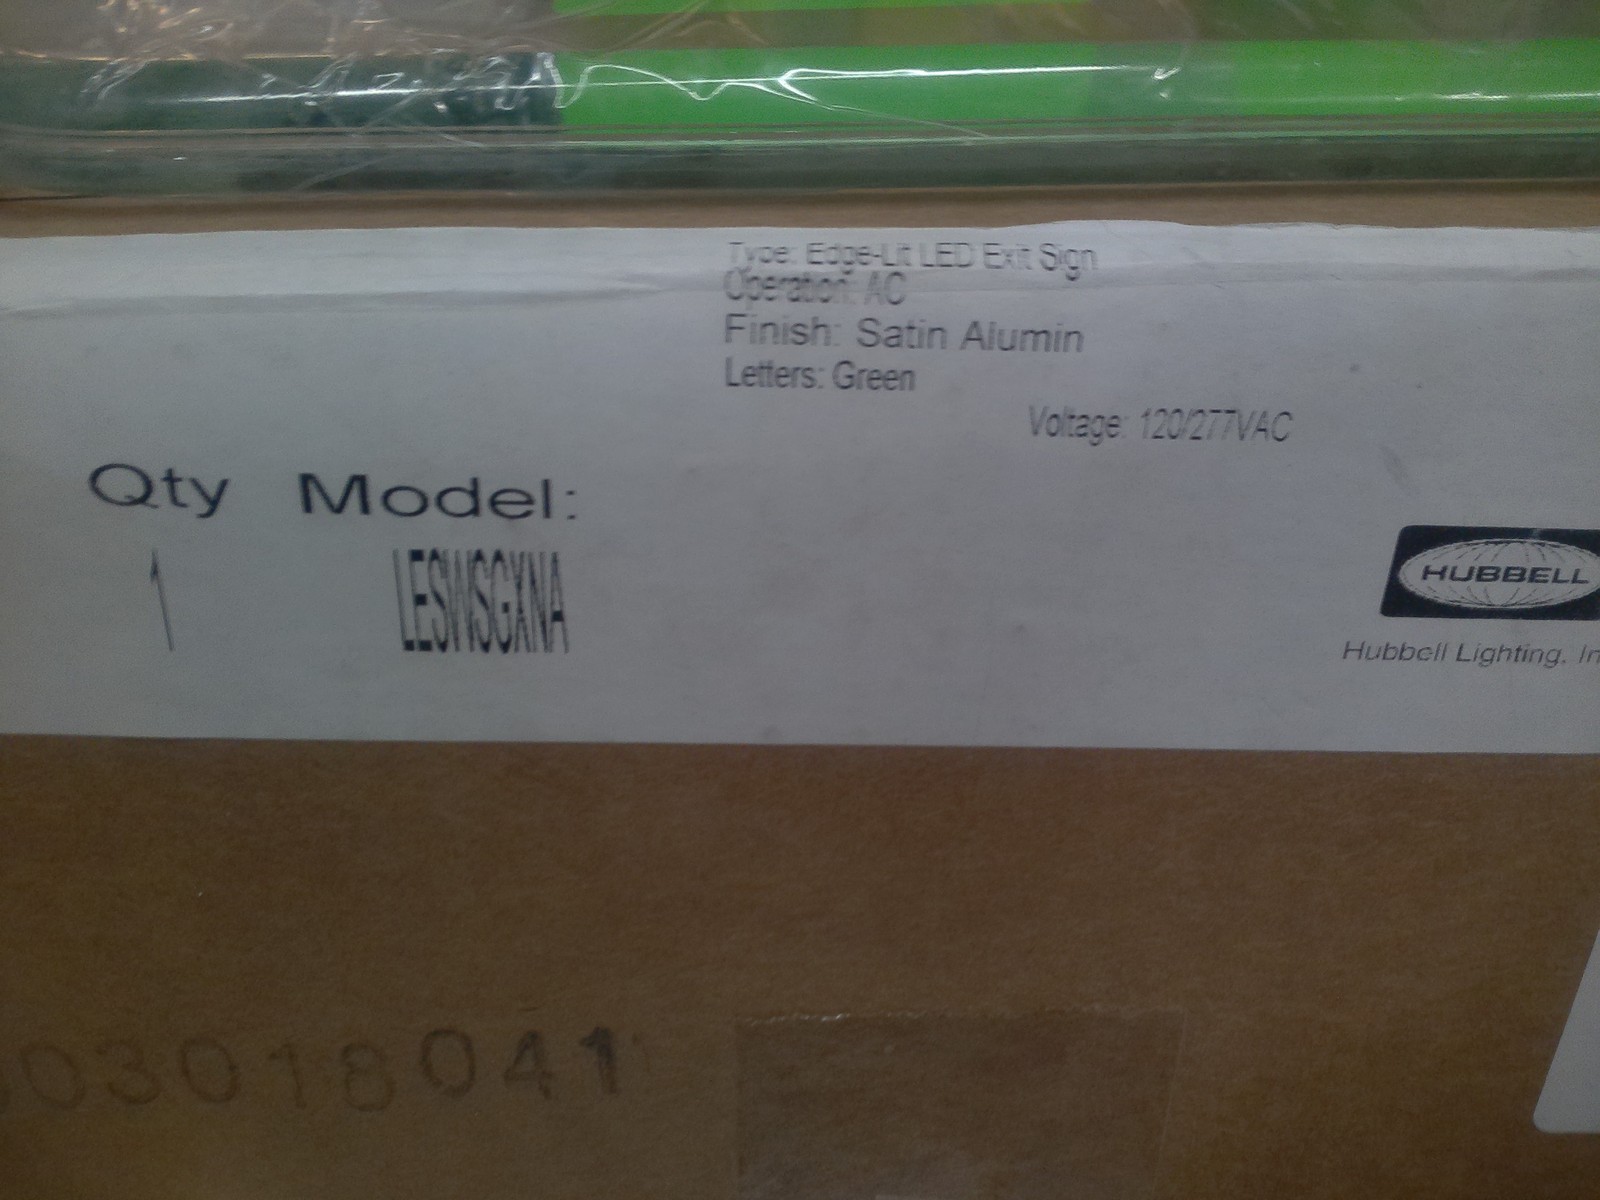 Type: Edge-Lit LED Exit Sign
Operation: AC
Finish: Satin Alumin
Letters: Green
Voltage: 120/277VAC
Qty Model:
1 LESWSGXNA
HUBBELL
Hubbell Lighting, In
03018041